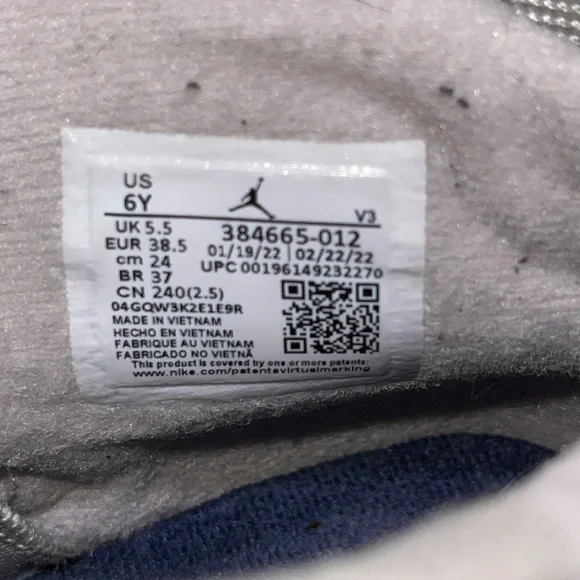 US
6Y
V3
UK 5.5
384665-012
EUR 38.5
01/19/22 02/22/22
cm 24
UPC 00196149232270
BR 37
CN 240(2.5)
04GQW3K2E1E9R
MADE IN VIETNAM
HECHO EN VIETNAM
FABRIQUE AU VIETNAM
FABRICADO NO VIETNÃ
This product is covered by one or more patents:
www.nike.com/patentsvirtualmarking